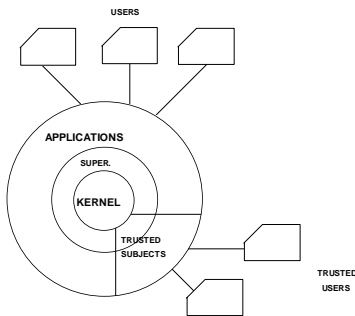 USERS
APPLICATIONS
SUPER.
KERNEL
TRUSTED
SUBJECTS
TRUSTED
USERS